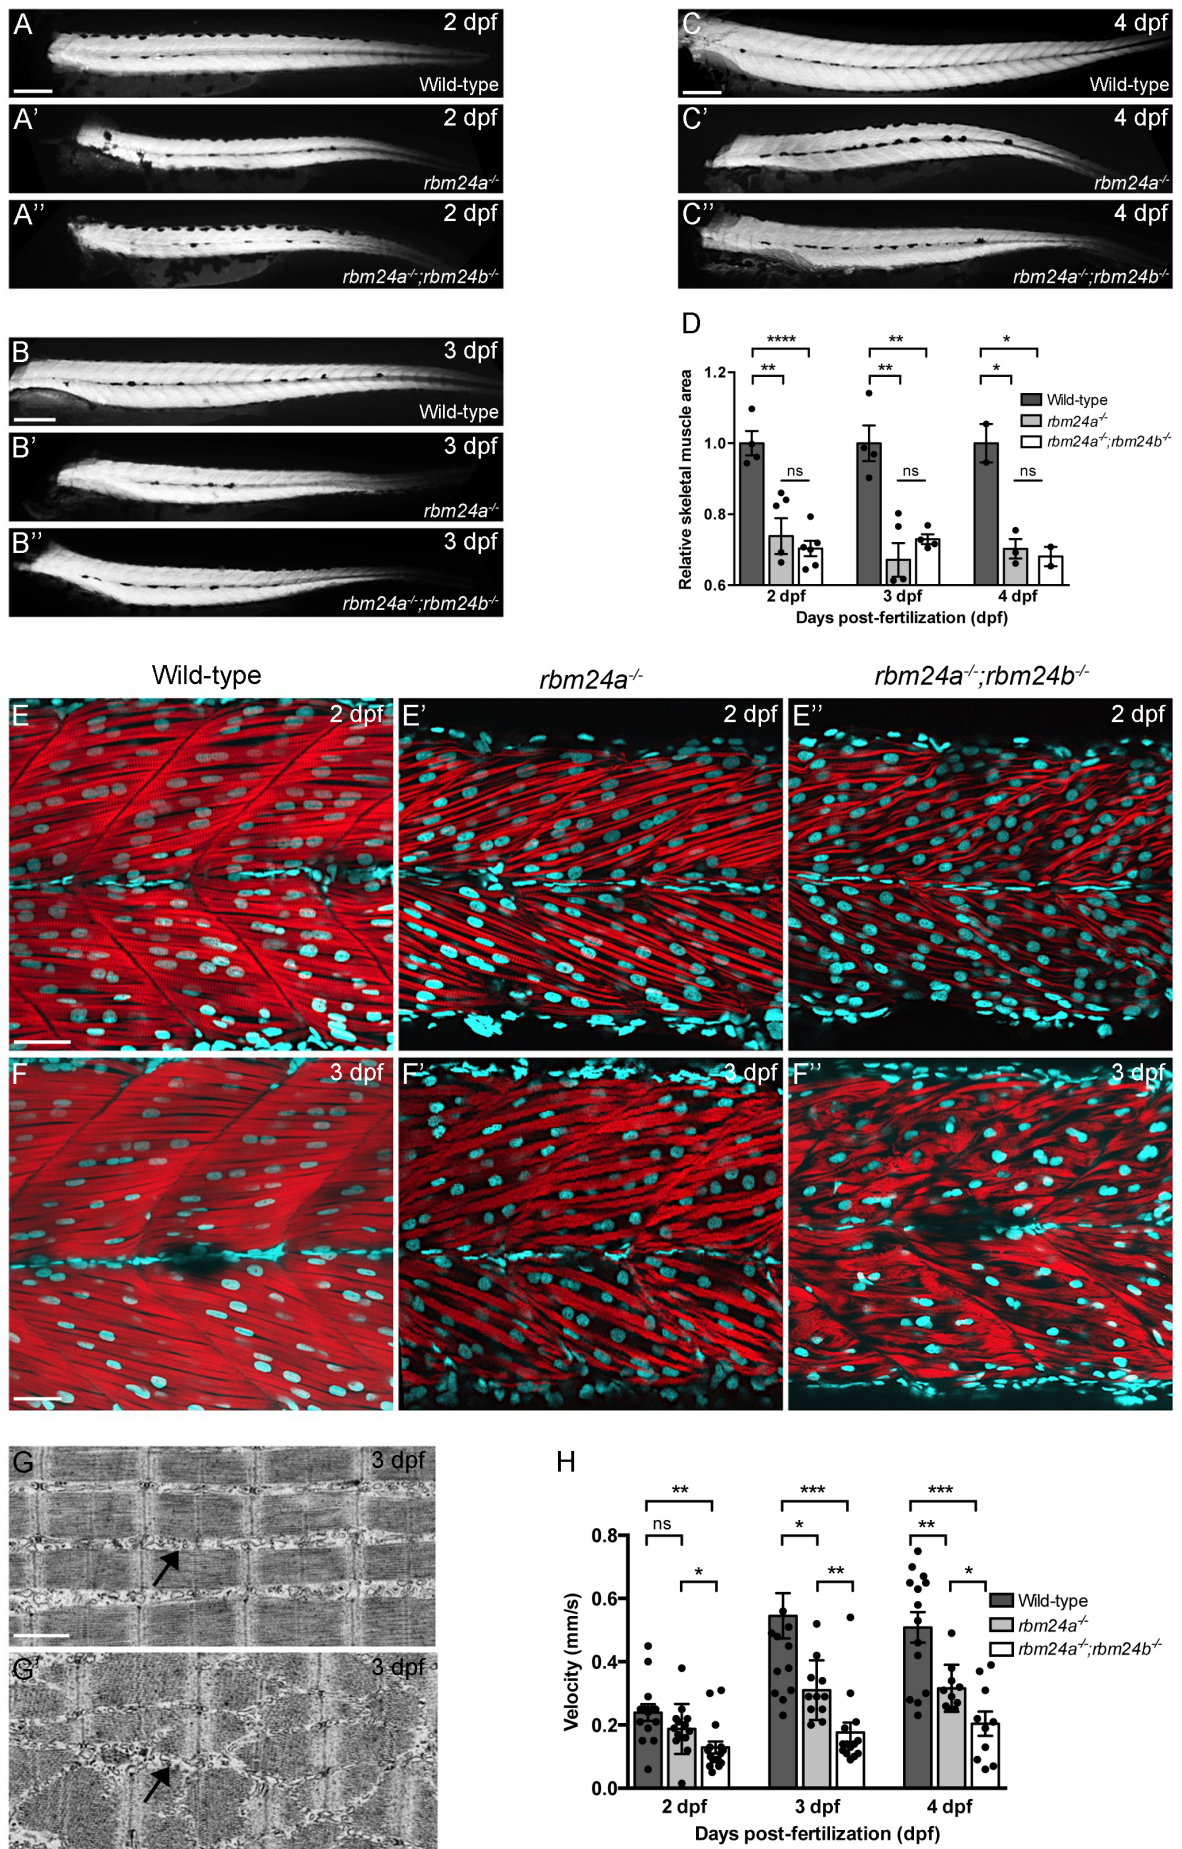 A 2 dpf
Wild-type
A’ 2 dpf
rbm24a-/-
A’’ 2 dpf
rbm24a-/-;rbm24b-/-
C 4 dpf
Wild-type
C’ 4 dpf
rbm24a-/-
C’’ 4 dpf
rbm24a-/-;rbm24b-/-
B 3 dpf
Wild-type
B’ 3 dpf
rbm24a-/-
B’’ 3 dpf
rbm24a-/-;rbm24b-/-
D
**** ** *
** ** *
ns ns ns
Relative skeletal muscle area
1.2
1.0
0.8
0.6
Wild-type
rbm24a-/-
rbm24a-/-;rbm24b-/-
2 dpf 3 dpf 4 dpf
Days post-fertilization (dpf)
Wild-type rbm24a-/- rbm24a-/-;rbm24b-/-
E 2 dpf
E’ 2 dpf
E’’ 2 dpf
F 3 dpf
F’ 3 dpf
F’’ 3 dpf
G 3 dpf
G’ 3 dpf
H
** *** ***
ns * **
* ** *
Velocity (mm/s)
0.8
0.6
0.4
0.2
0.0
Wild-type
rbm24a-/-
rbm24a-/-;rbm24b-/-
2 dpf 3 dpf 4 dpf
Days post-fertilization (dpf)